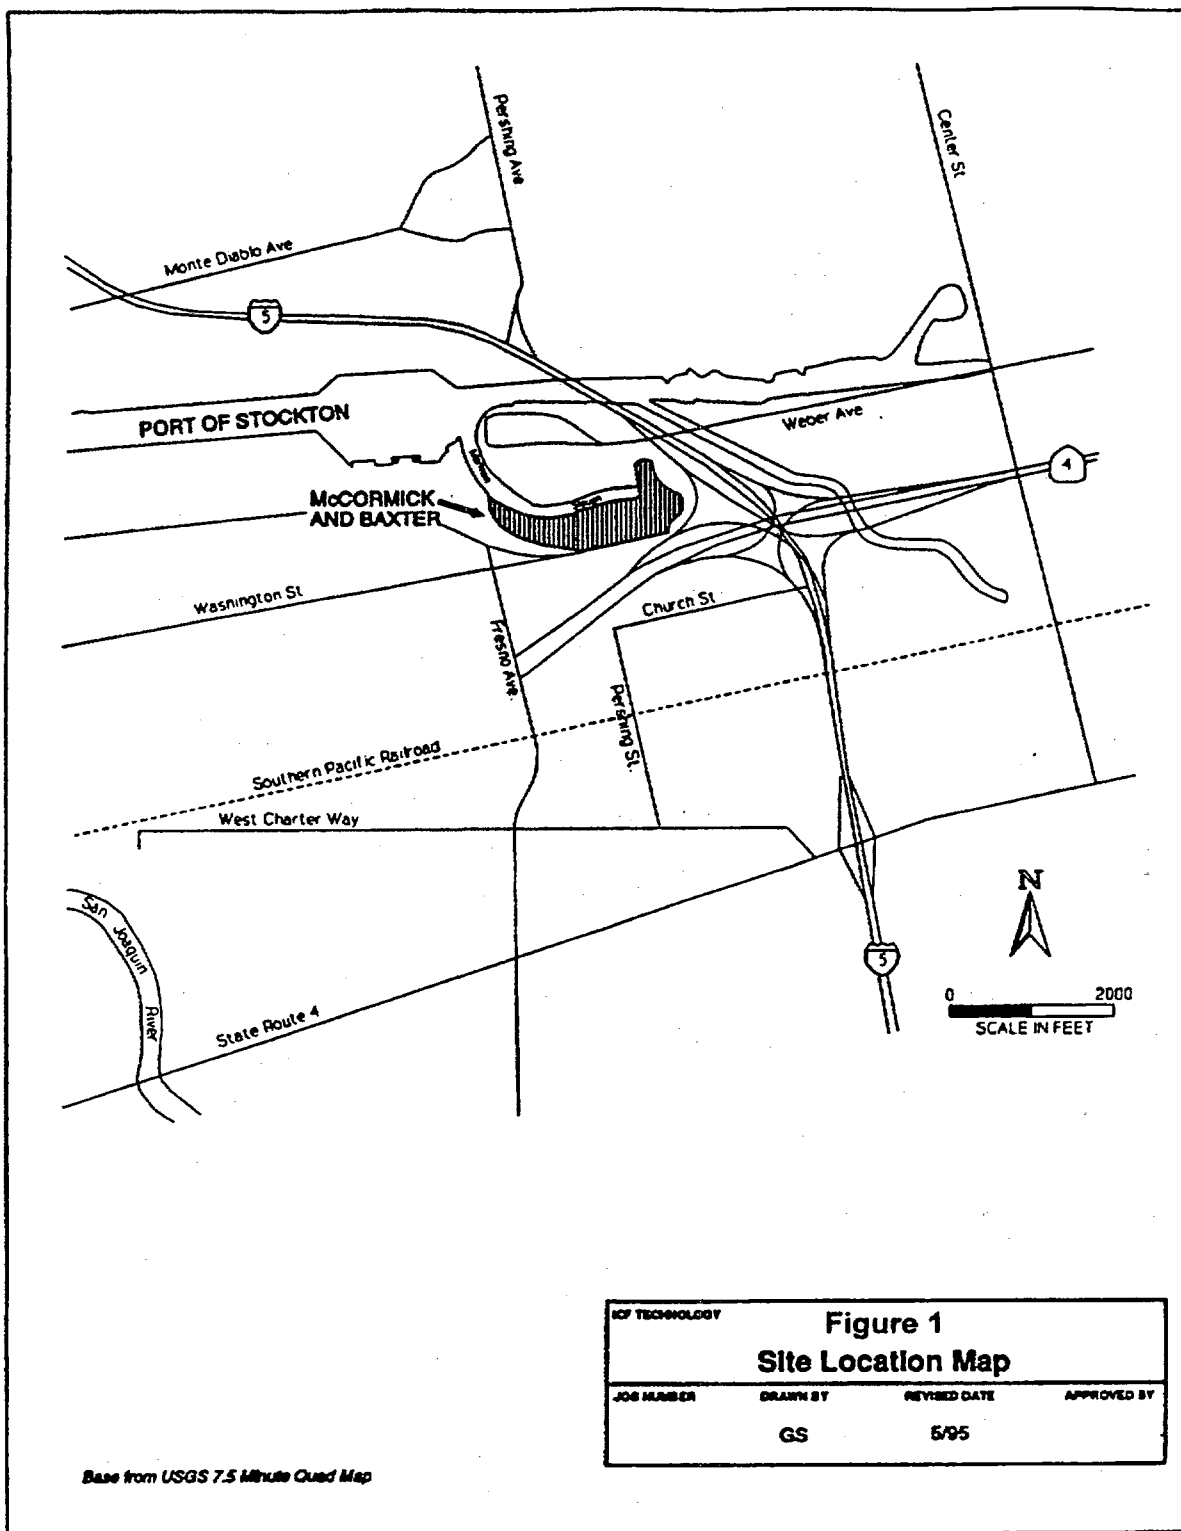 Pershing Ave
Center St
Monte Diablo Ave
5
PORT OF STOCKTON
Weber Ave
4
McCORMICK
AND BAXTER
Washington St
Church St
Fresno Ave.
Pershing St.
Southern Pacific Railroad
West Charter Way
San Joaquin River
N
5
0 2000
SCALE IN FEET
State Route 4
ICF TECHNOLOGY
Figure 1
Site Location Map
JOB NUMBER DRAWN BY REVISED DATE APPROVED BY
GS 5/95
Base from USGS 7.5 Minute Quad Map